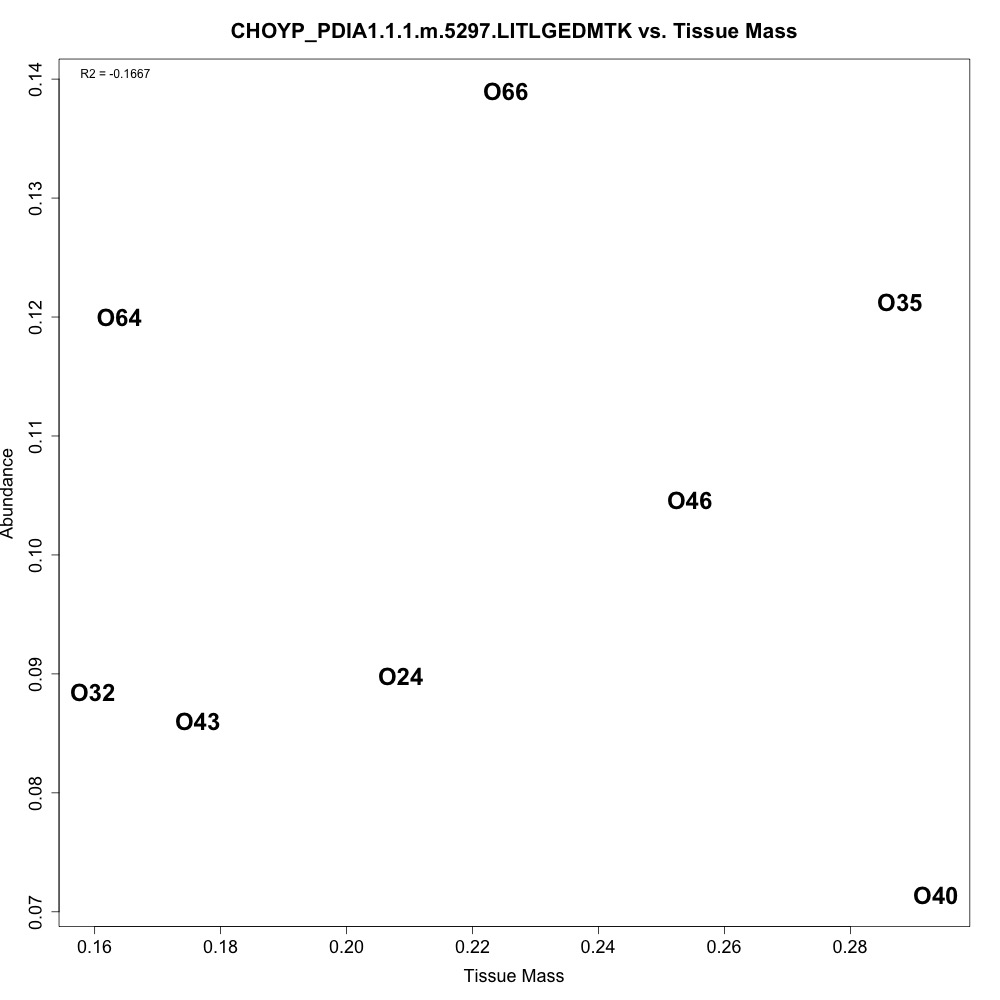 CHOYP_PDIA1.1.1.m.5297.LITLGEDMTK vs. Tissue Mass
R2 = -0.1667
0.14
0.13
0.12
0.11
0.10
0.09
0.08
0.07
Abundance
O66
O64
O35
O46
O24
O32
O43
O40
0.16 0.18 0.20 0.22 0.24 0.26 0.28
Tissue Mass